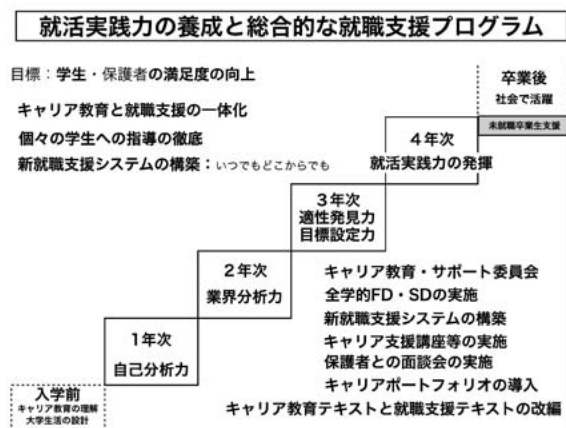 就活実践力の養成と総合的な就職支援プログラム
目標：学生・保護者の満足度の向上
キャリア教育と就職支援の一体化
個々の学生への指導の徹底
新就職支援システムの構築：いつでもどこからでも
卒業後
社会で活躍
未就職卒業生支援
４年次
就活実践力の発揮
３年次
適性発見力
目標設定力
２年次
業界分析力
１年次
自己分析力
入学前
キャリア教育の理解
大学生活の設計
キャリア教育・サポート委員会
全学的FD・SDの実施
新就職支援システムの構築
キャリア支援講座等の実施
保護者との面談会の実施
キャリアポートフォリオの導入
キャリア教育テキストと就職支援テキストの改編